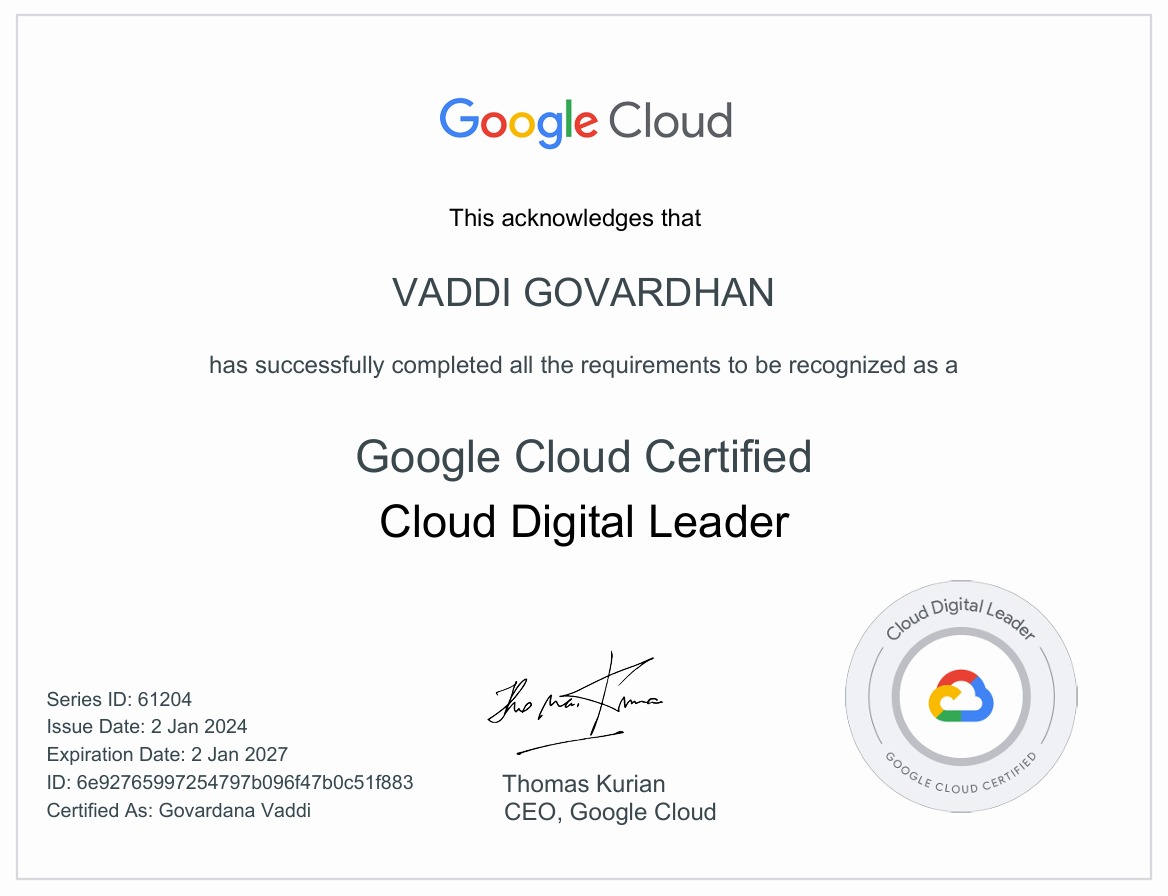 Google Cloud
This acknowledges that
VADDI GOVARDHAN
has successfully completed all the requirements to be recognized as a
Google Cloud Certified
Cloud Digital Leader
Series ID: 61204
Issue Date: 2 Jan 2024
Expiration Date: 2 Jan 2027
ID: 6e92765997254797b096f47b0c51f883
Certified As: Govardana Vaddi
Thomas Kurian
CEO, Google Cloud
Cloud Digital Leader
GOOGLE CLOUD CERTIFIED